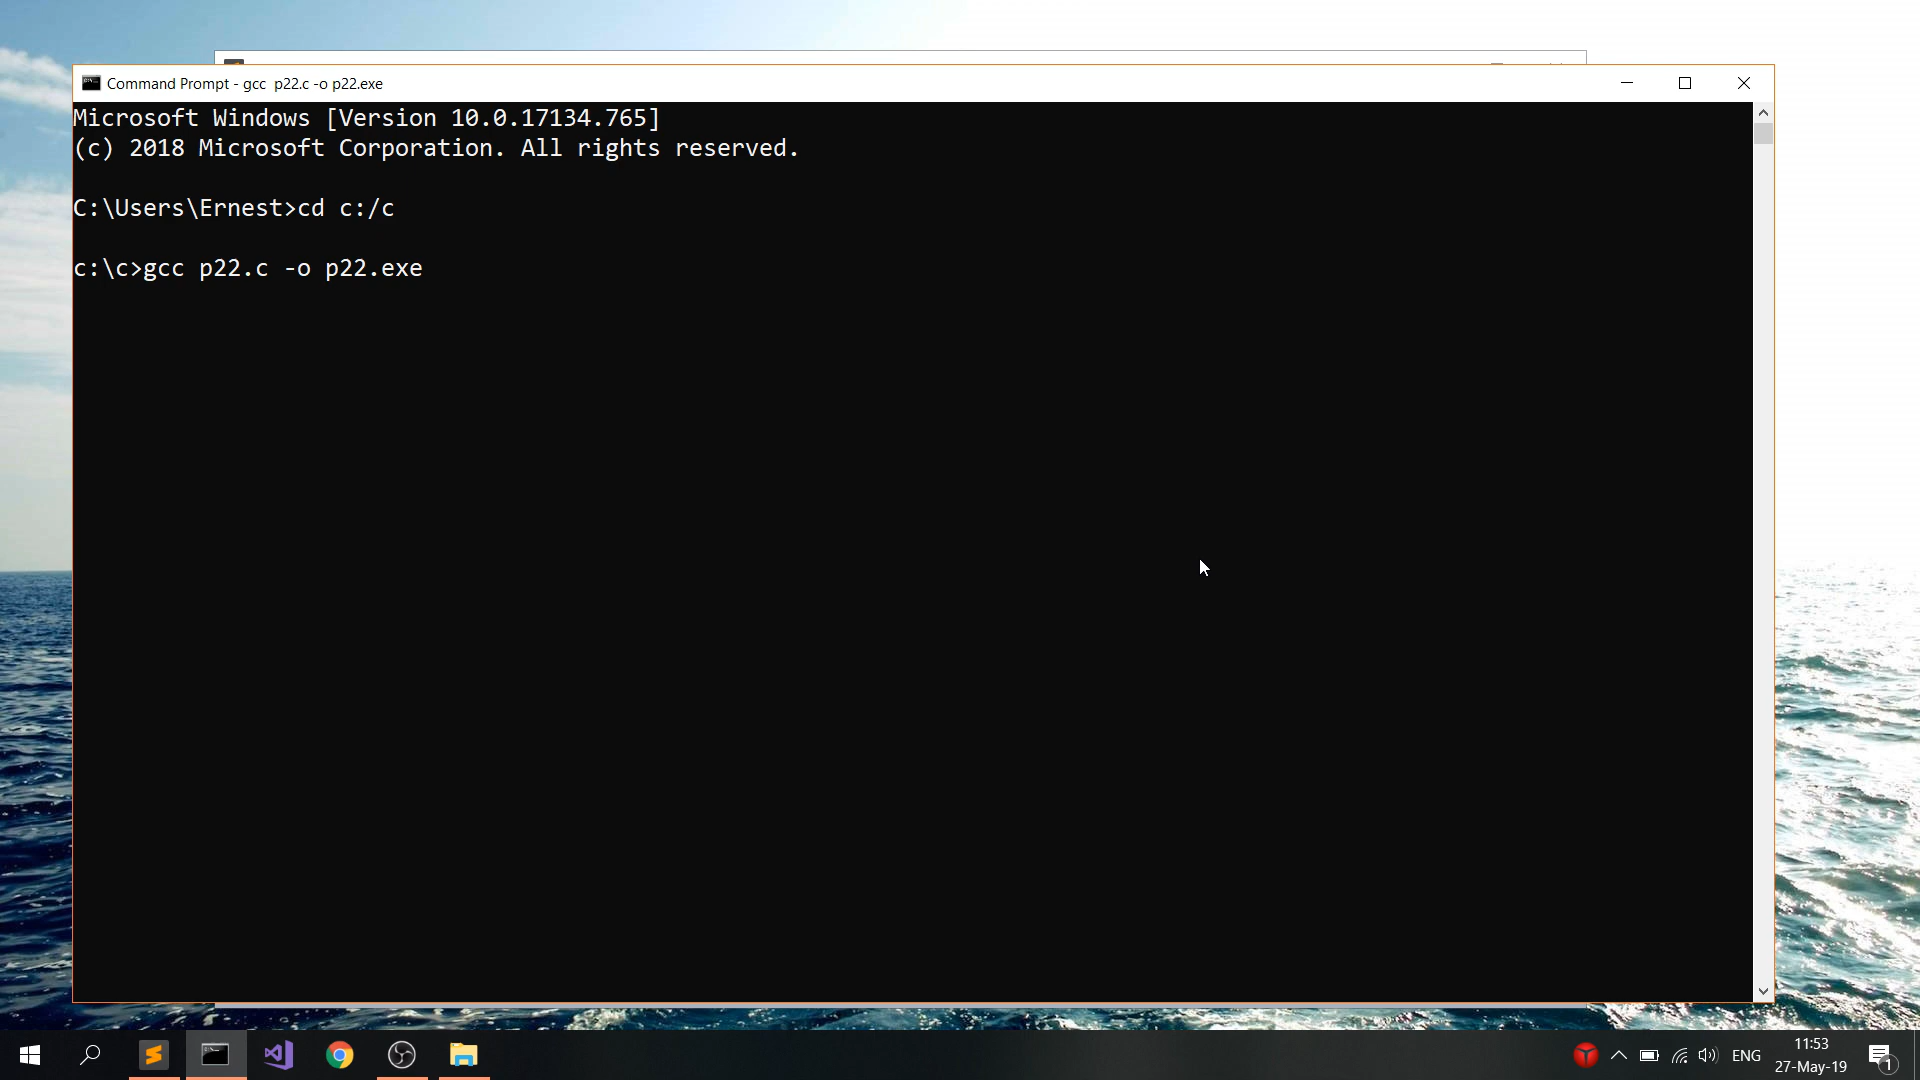 Command Prompt - gcc  p22.c -o p22.exe
Microsoft Windows [Version 10.0.17134.765]
(c) 2018 Microsoft Corporation. All rights reserved.
C:\Users\Ernest>cd c:/c
c:\c>gcc p22.c -o p22.exe
ENG
11:53
27-May-19
1